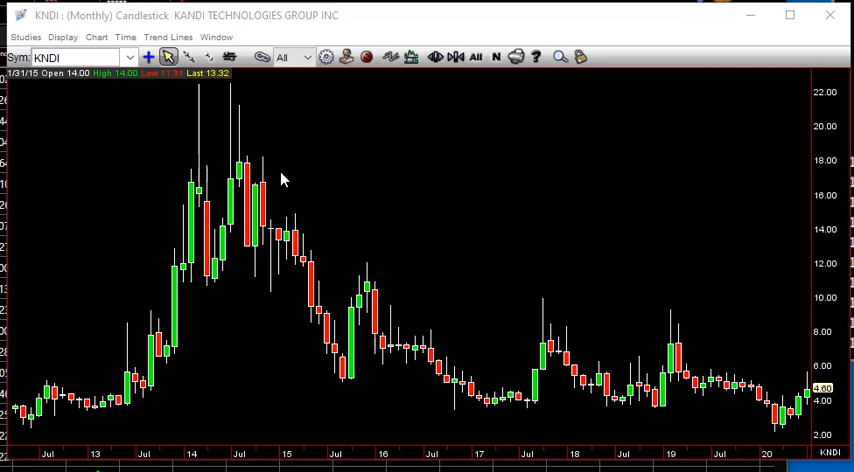 KNDI : (Monthly) Candlestick KANDI TECHNOLOGIES GROUP INC
Studies Display Chart Time Trend Lines Window
Sym: KNDI All All N ?
1/31/15 Open 14.00 High 14.00 Low 11.31 Last 13.32
22.00
20.00
18.00
16.00
14.00
12.00
10.00
8.00
6.00
4.60
4.00
2.00
Jul 13 Jul 14 Jul 15 Jul 16 Jul 17 Jul 18 Jul 19 Jul 20 KNDI